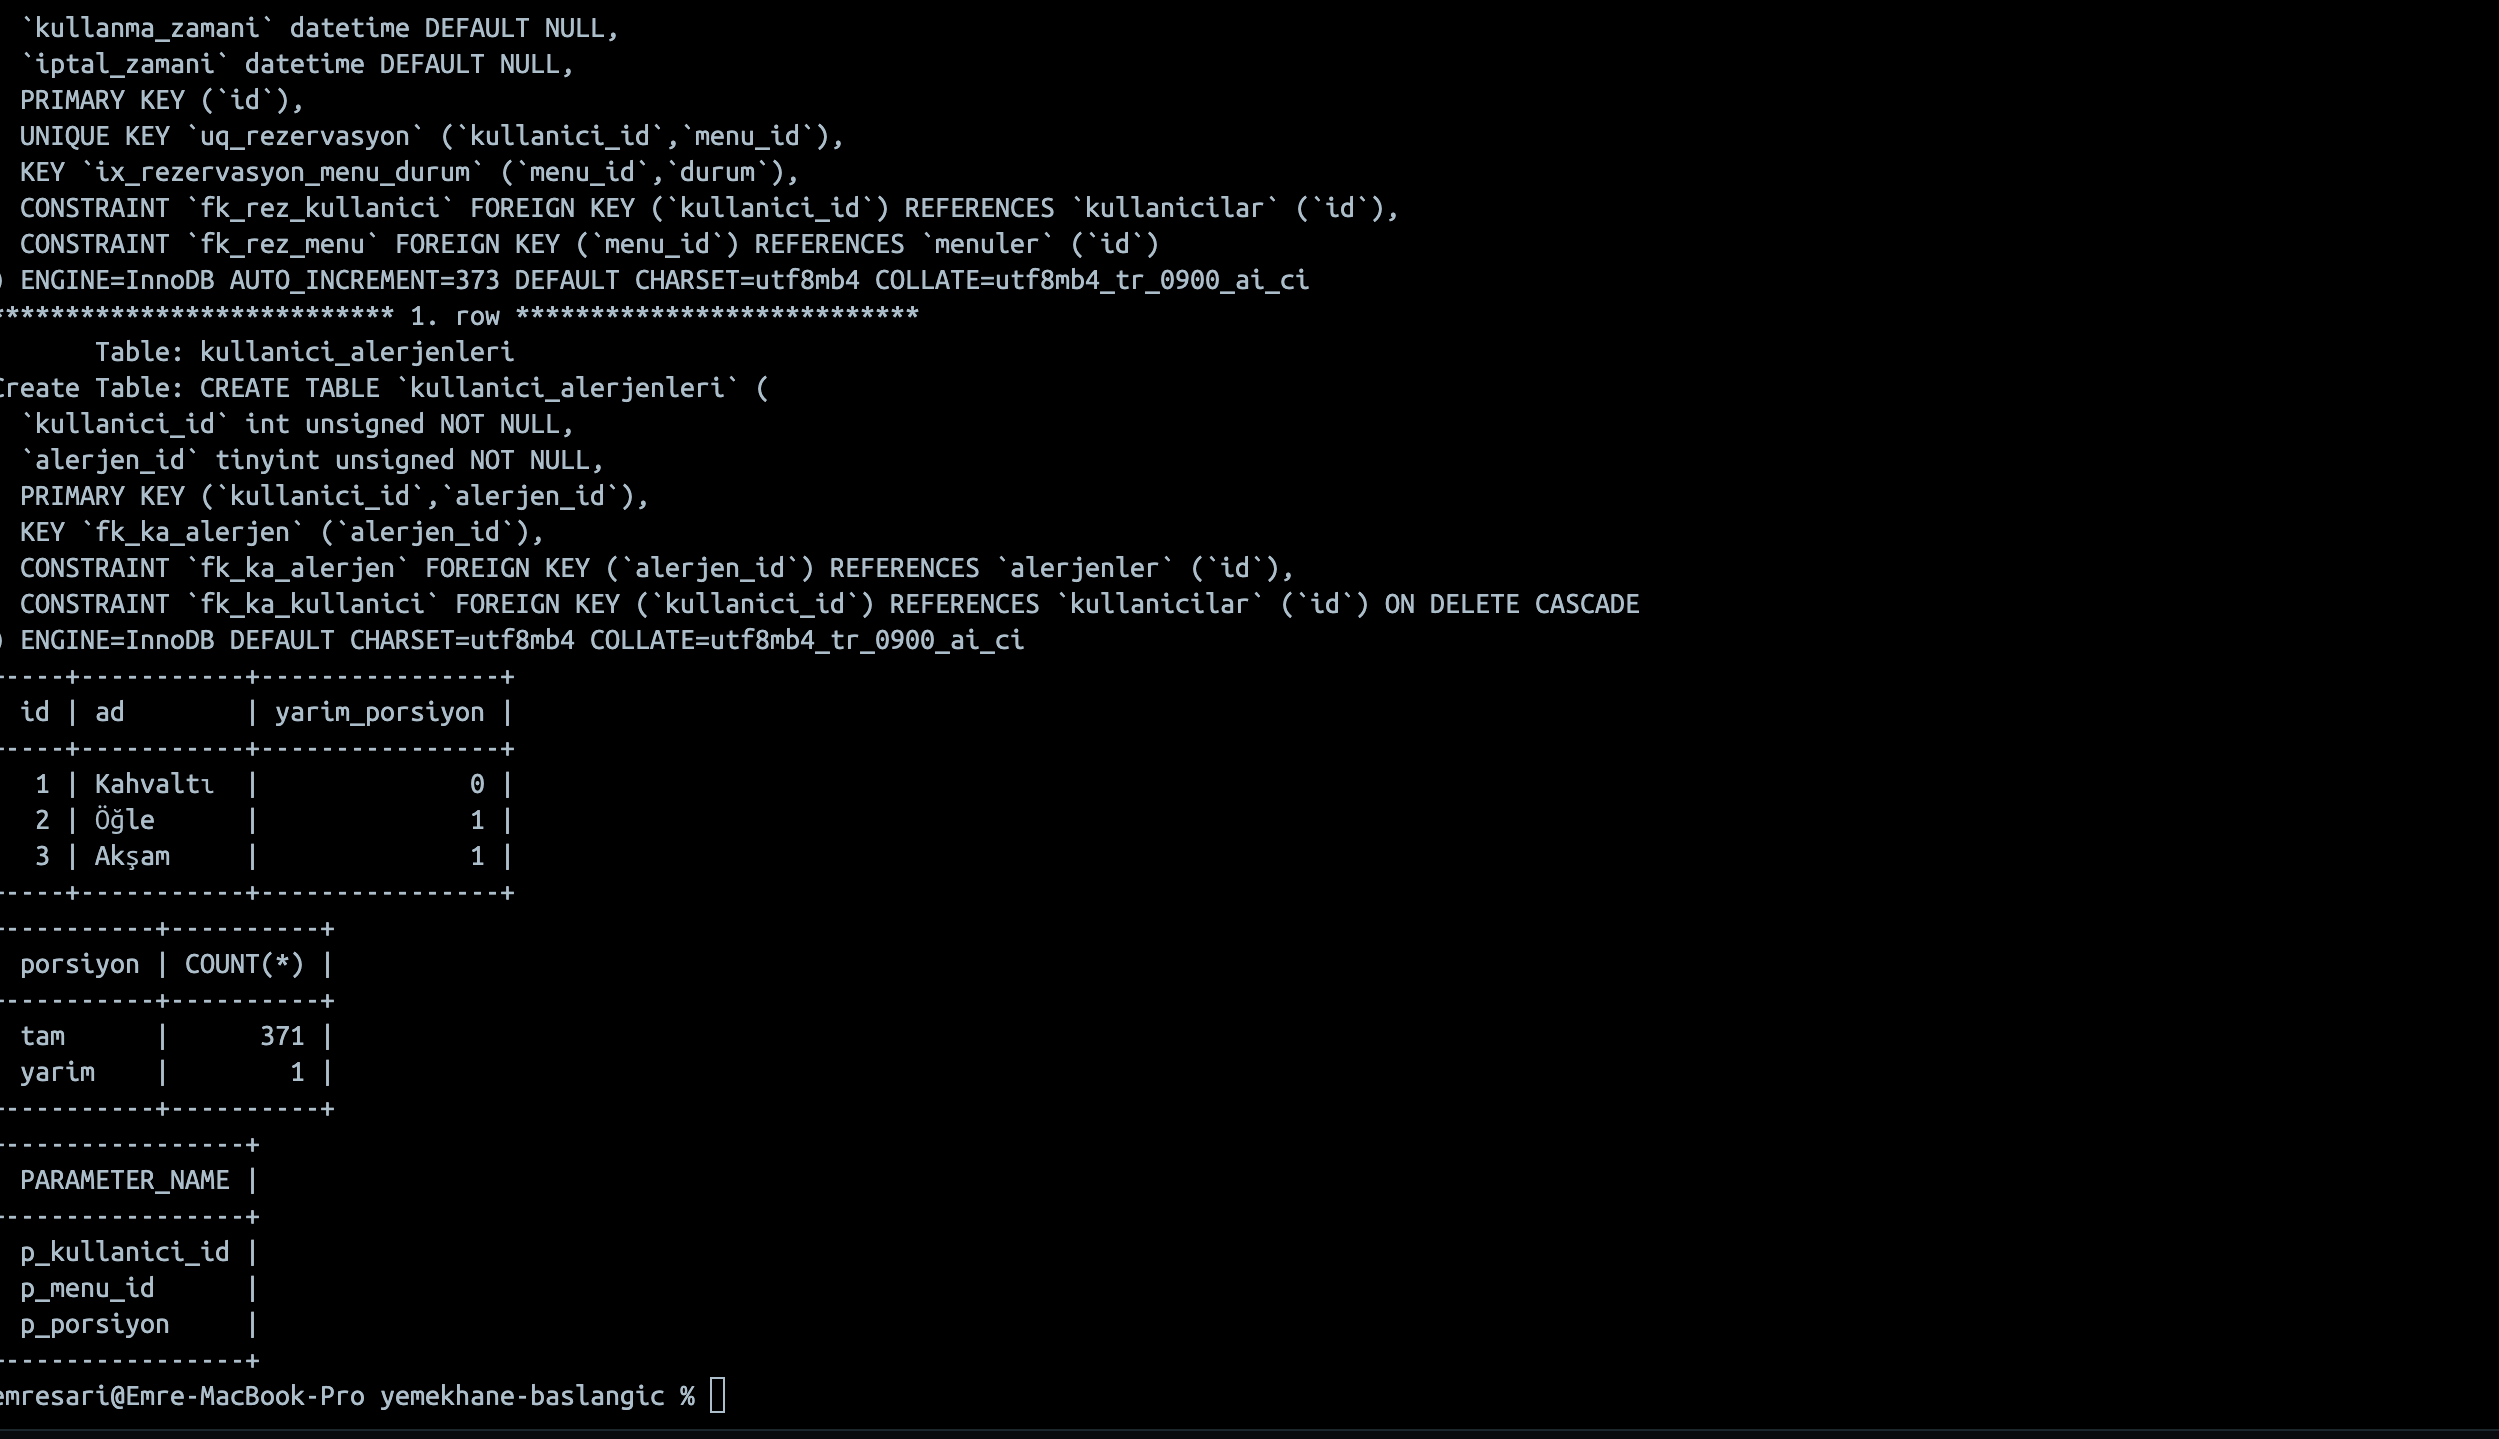 `kullanma_zamani` datetime DEFAULT NULL,
`iptal_zamani` datetime DEFAULT NULL,
PRIMARY KEY (`id`),
UNIQUE KEY `uq_rezervasyon` (`kullanici_id`,`menu_id`),
KEY `ix_rezervasyon_menu_durum` (`menu_id`,`durum`),
CONSTRAINT `fk_rez_kullanici` FOREIGN KEY (`kullanici_id`) REFERENCES `kullanicilar` (`id`),
CONSTRAINT `fk_rez_menu` FOREIGN KEY (`menu_id`) REFERENCES `menuler` (`id`)
) ENGINE=InnoDB AUTO_INCREMENT=373 DEFAULT CHARSET=utf8mb4 COLLATE=utf8mb4_tr_0900_ai_ci
*************************** 1. row ***************************
Table: kullanici_alerjenleri
Create Table: CREATE TABLE `kullanici_alerjenleri` (
`kullanici_id` int unsigned NOT NULL,
`alerjen_id` tinyint unsigned NOT NULL,
PRIMARY KEY (`kullanici_id`,`alerjen_id`),
KEY `fk_ka_alerjen` (`alerjen_id`),
CONSTRAINT `fk_ka_alerjen` FOREIGN KEY (`alerjen_id`) REFERENCES `alerjenler` (`id`),
CONSTRAINT `fk_ka_kullanici` FOREIGN KEY (`kullanici_id`) REFERENCES `kullanicilar` (`id`) ON DELETE CASCADE
) ENGINE=InnoDB DEFAULT CHARSET=utf8mb4 COLLATE=utf8mb4_tr_0900_ai_ci
-----+-----------+----------------+
id | ad | yarim_porsiyon |
-----+-----------+----------------+
1 | Kahvaltı | 0 |
2 | Öğle | 1 |
3 | Akşam | 1 |
-----+-----------+----------------+
-----------+----------+
porsiyon | COUNT(*) |
-----------+----------+
tam | 371 |
yarim | 1 |
-----------+----------+
-----------------+
PARAMETER_NAME |
-----------------+
p_kullanici_id |
p_menu_id |
p_porsiyon |
-----------------+
emresari@Emre-MacBook-Pro yemekhane-baslangic %